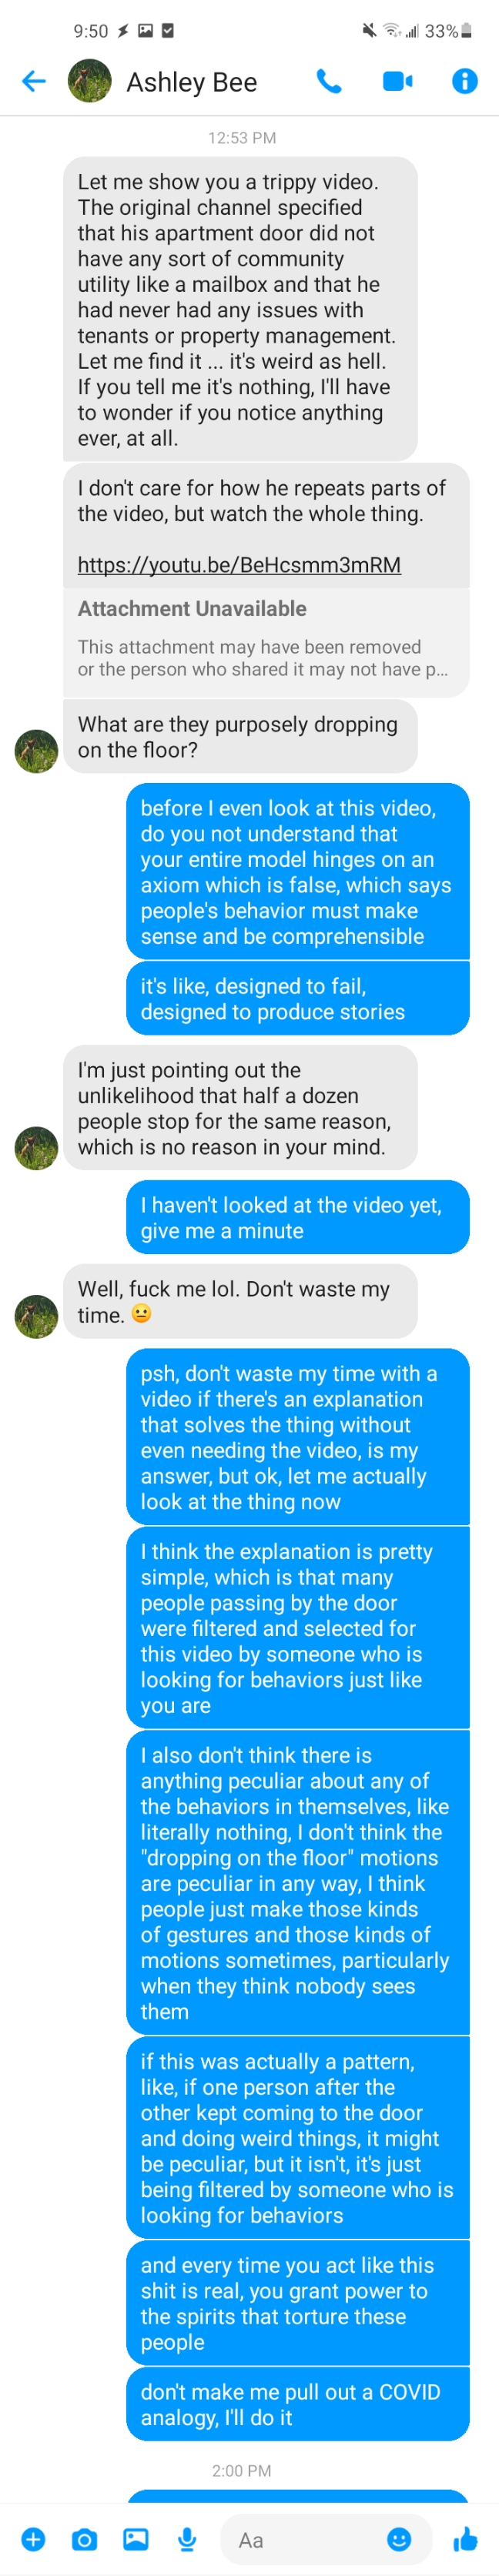 9:50
33%
Ashley Bee
12:53 PM
Let me show you a trippy video.
The original channel specified
that his apartment door did not
have any sort of community
utility like a mailbox and that he
had never had any issues with
tenants or property management.
Let me find it ... it's weird as hell.
If you tell me it's nothing, I'll have
to wonder if you notice anything
ever, at all.
I don't care for how he repeats parts of
the video, but watch the whole thing.
https://youtu.be/BeHcsmm3mRM
Attachment Unavailable
This attachment may have been removed
or the person who shared it may not have p...
What are they purposely dropping
on the floor?
before I even look at this video,
do you not understand that
your entire model hinges on an
axiom which is false, which says
people's behavior must make
sense and be comprehensible
it's like, designed to fail,
designed to produce stories
I'm just pointing out the
unlikelihood that half a dozen
people stop for the same reason,
which is no reason in your mind.
I haven't looked at the video yet,
give me a minute
Well, fuck me lol. Don't waste my
time. 😐
psh, don't waste my time with a
video if there's an explanation
that solves the thing without
even needing the video, is my
answer, but ok, let me actually
look at the thing now
I think the explanation is pretty
simple, which is that many
people passing by the door
were filtered and selected for
this video by someone who is
looking for behaviors just like
you are
I also don't think there is
anything peculiar about any of
the behaviors in themselves, like
literally nothing, I don't think the
"dropping on the floor" motions
are peculiar in any way, I think
people just make those kinds
of gestures and those kinds of
motions sometimes, particularly
when they think nobody sees
them
if this was actually a pattern,
like, if one person after the
other kept coming to the door
and doing weird things, it might
be peculiar, but it isn't, it's just
being filtered by someone who is
looking for behaviors
and every time you act like this
shit is real, you grant power to
the spirits that torture these
people
don't make me pull out a COVID
analogy, I'll do it
2:00 PM
Aa